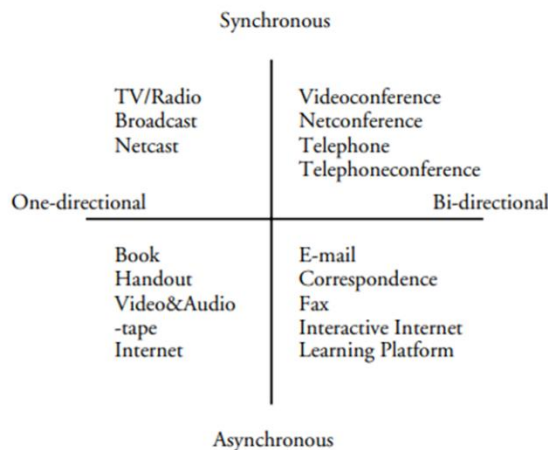 Synchronous
TV/Radio
Broadcast
Netcast
Videoconference
Netconference
Telephone
Telephoneconference
One-directional
Bi-directional
Book
Handout
Video&Audio
-tape
Internet
E-mail
Correspondence
Fax
Interactive Internet
Learning Platform
Asynchronous